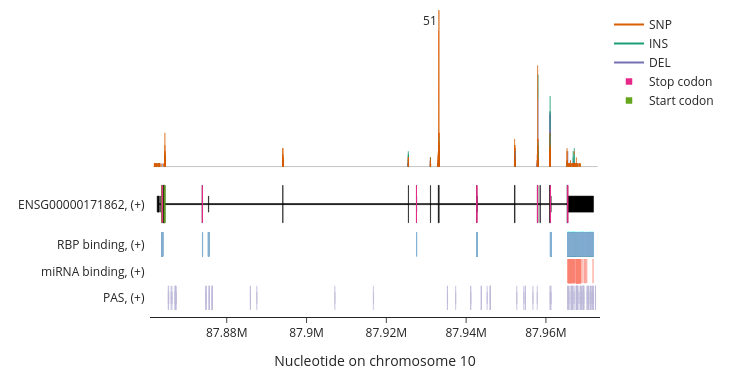 51
SNP
INS
DEL
Stop codon
Start codon
ENSG00000171862, (+)
RBP binding, (+)
miRNA binding, (+)
PAS, (+)
87.88M 87.9M 87.92M 87.94M 87.96M
Nucleotide on chromosome 10